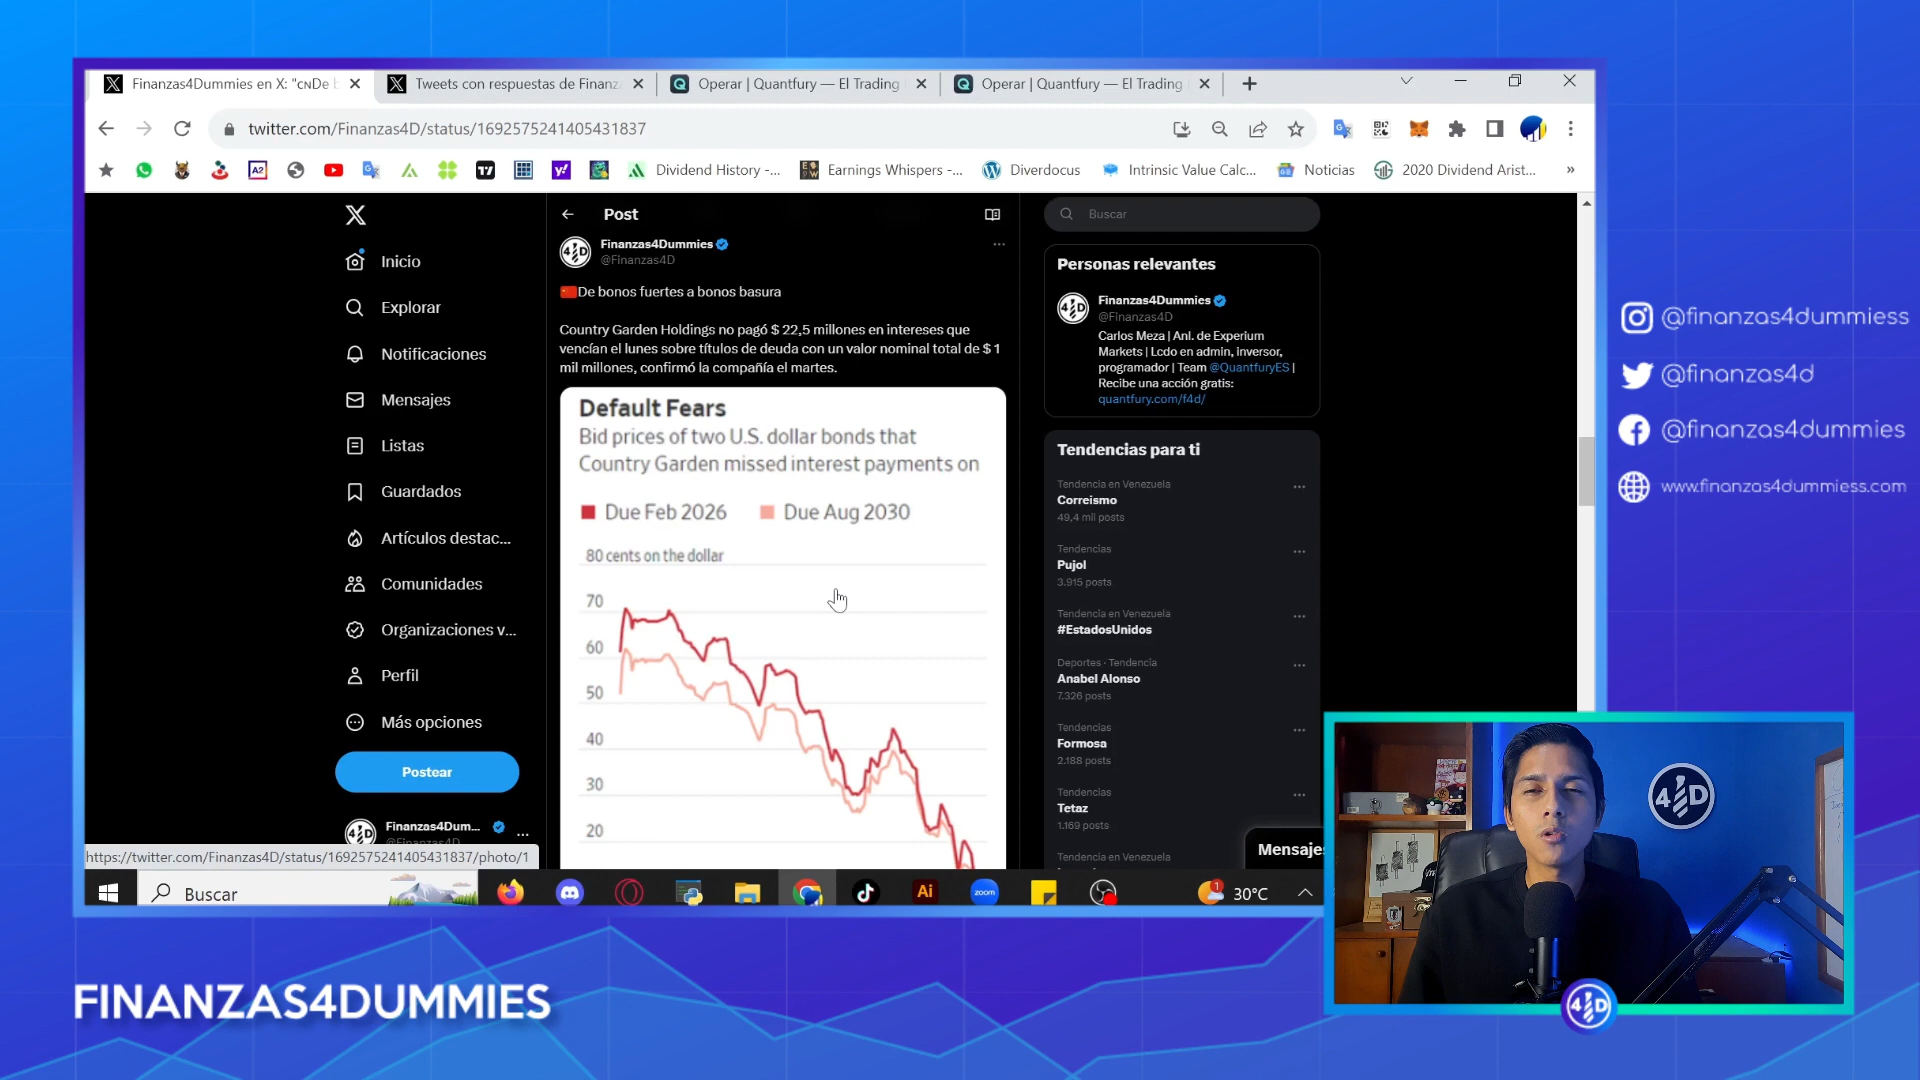 Finanzas4Dummies en X: "CNDe b
Tweets con respuestas de Finanz
Operar | Quantfury — El Trading
Operar | Quantfury — El Trading
twitter.com/Finanzas4D/status/1692575241405431837
A2
Dividend History -...
Earnings Whispers -...
Diverdocus
Intrinsic Value Calc...
Noticias
2020 Dividend Arist...
Inicio
Explorar
Notificaciones
Mensajes
Listas
Guardados
Artículos destac...
Comunidades
Organizaciones v...
Perfil
Más opciones
Postear
Finanzas4Dum...
@Finanzas4D
https://twitter.com/Finanzas4D/status/1692575241405431837/photo/1
Post
Finanzas4Dummies
@Finanzas4D
De bonos fuertes a bonos basura
Country Garden Holdings no pagó $ 22,5 millones en intereses que
vencían el lunes sobre títulos de deuda con un valor nominal total de $ 1
mil millones, confirmó la compañía el martes.
Default Fears
Bid prices of two U.S. dollar bonds that
Country Garden missed interest payments on
Due Feb 2026
Due Aug 2030
80 cents on the dollar
70
60
50
40
30
20
Buscar
Personas relevantes
Finanzas4Dummies
@Finanzas4D
Carlos Meza | Anl. de Experium
Markets | Lcdo en admin, inversor,
programador | Team @QuantfuryES |
Recibe una acción gratis:
quantfury.com/f4d/
Tendencias para ti
Tendencia en Venezuela
Correismo
49,4 mil posts
Tendencias
Pujol
3.915 posts
Tendencia en Venezuela
#EstadosUnidos
Deportes · Tendencia
Anabel Alonso
7.326 posts
Tendencias
Formosa
2.188 posts
Tendencias
Tetaz
1.169 posts
Tendencia en Venezuela
Mensaje
Buscar
Ai
zoom
1
30°C
@finanzas4dummiess
@finanzas4d
@finanzas4dummies
www.finanzas4dummiess.com
4D
4D
FINANZAS4DUMMIES